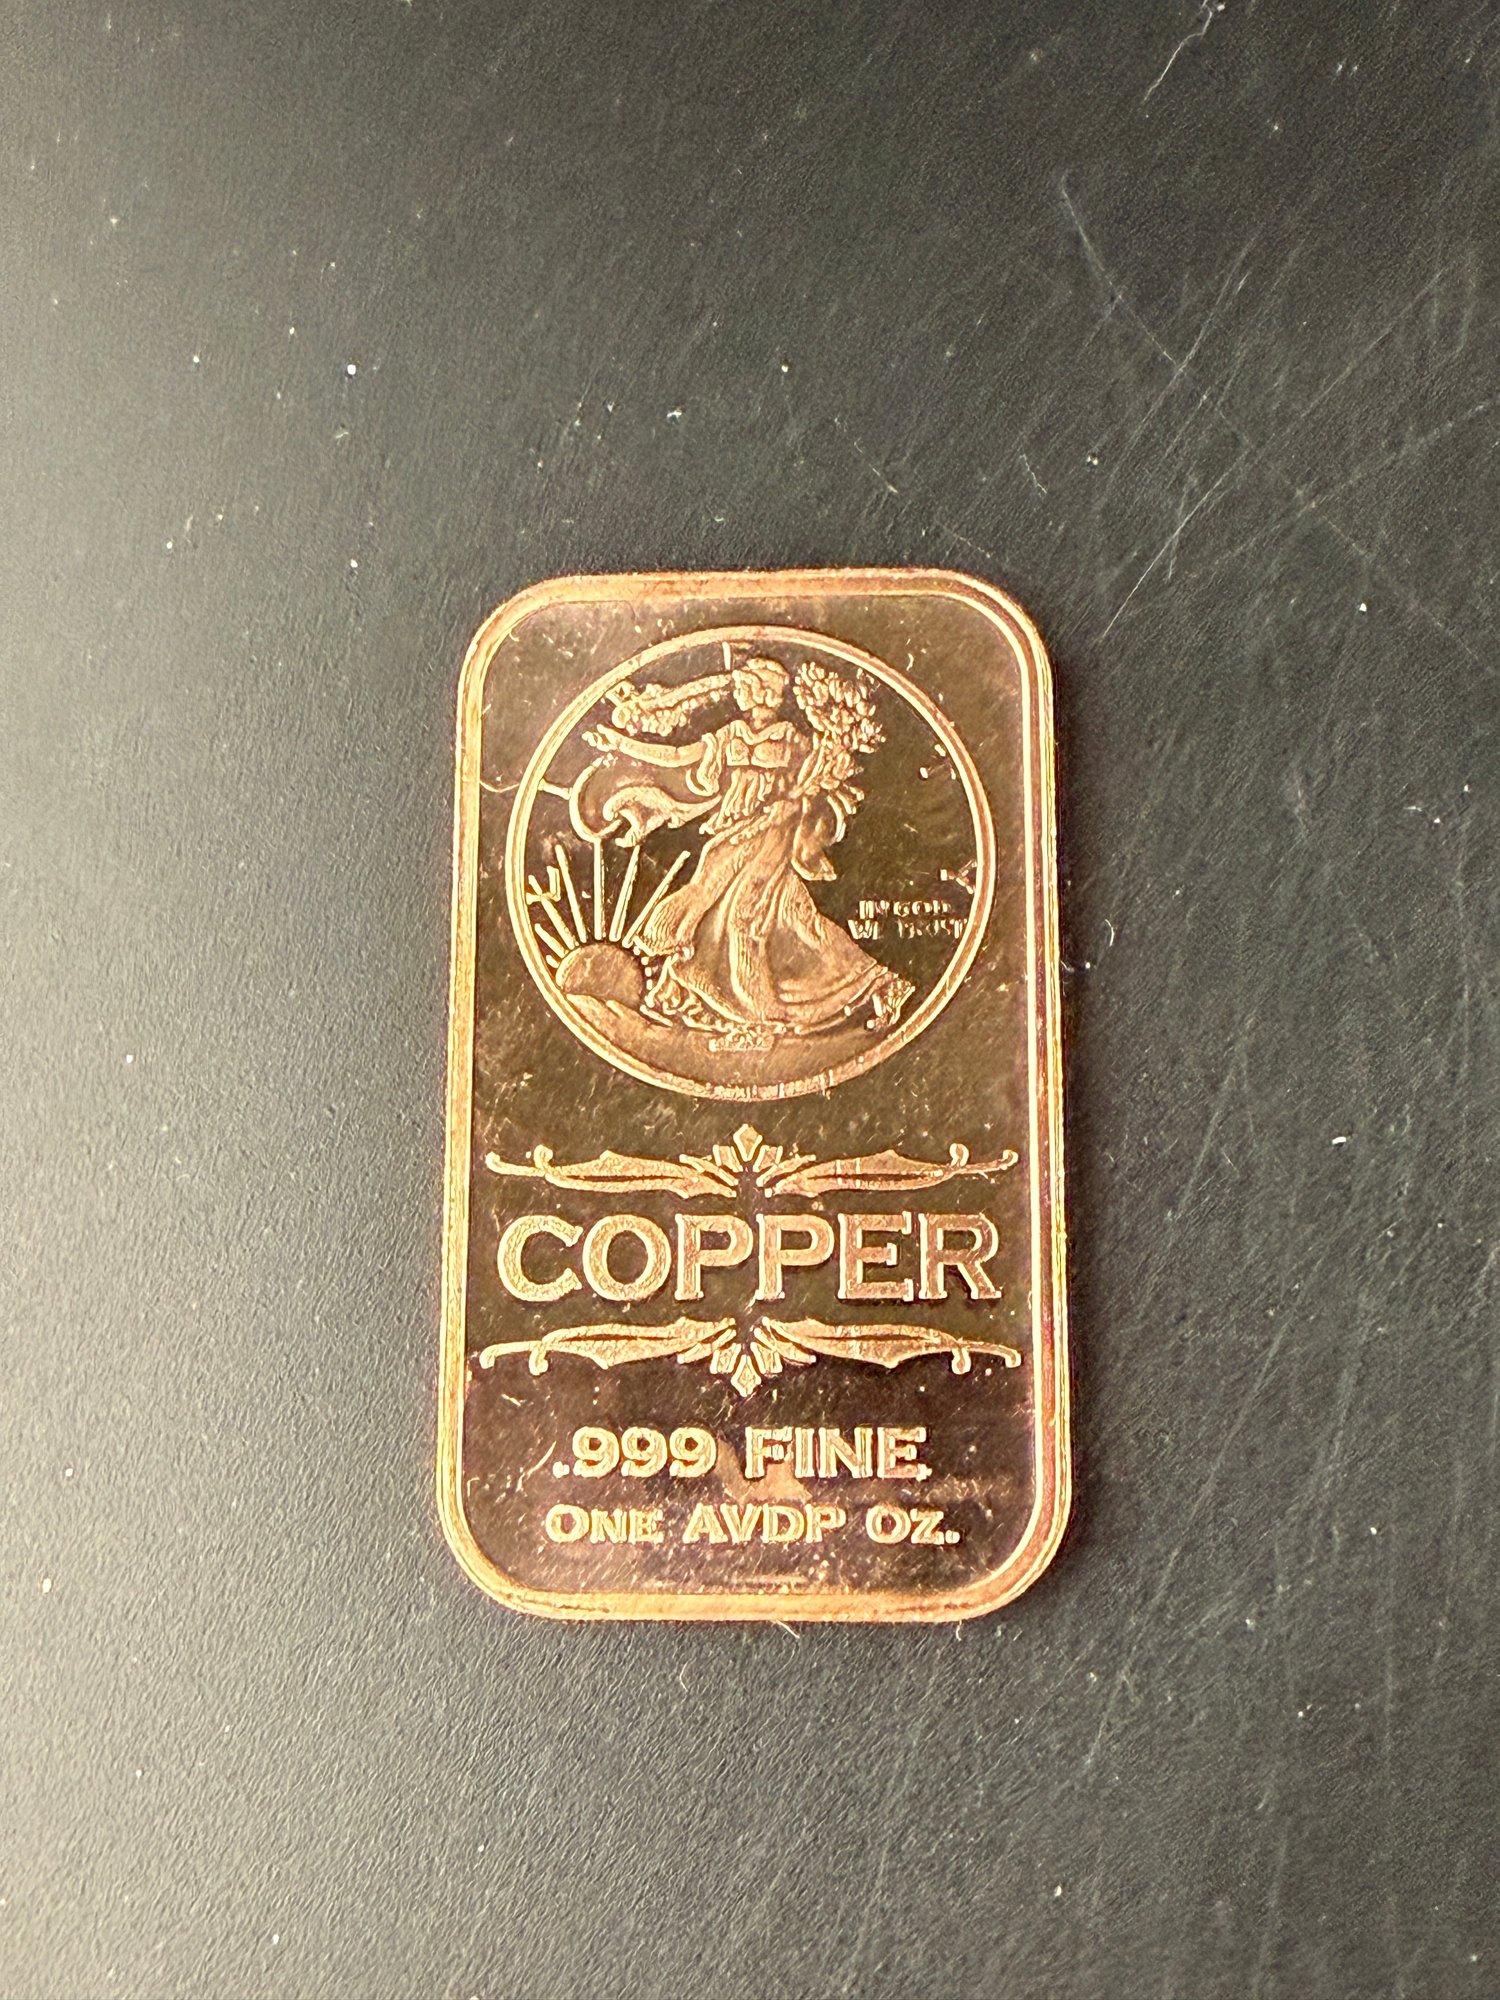 IN GOD
WE TRUST
COPPER
.999 FINE
ONE AVDP OZ.